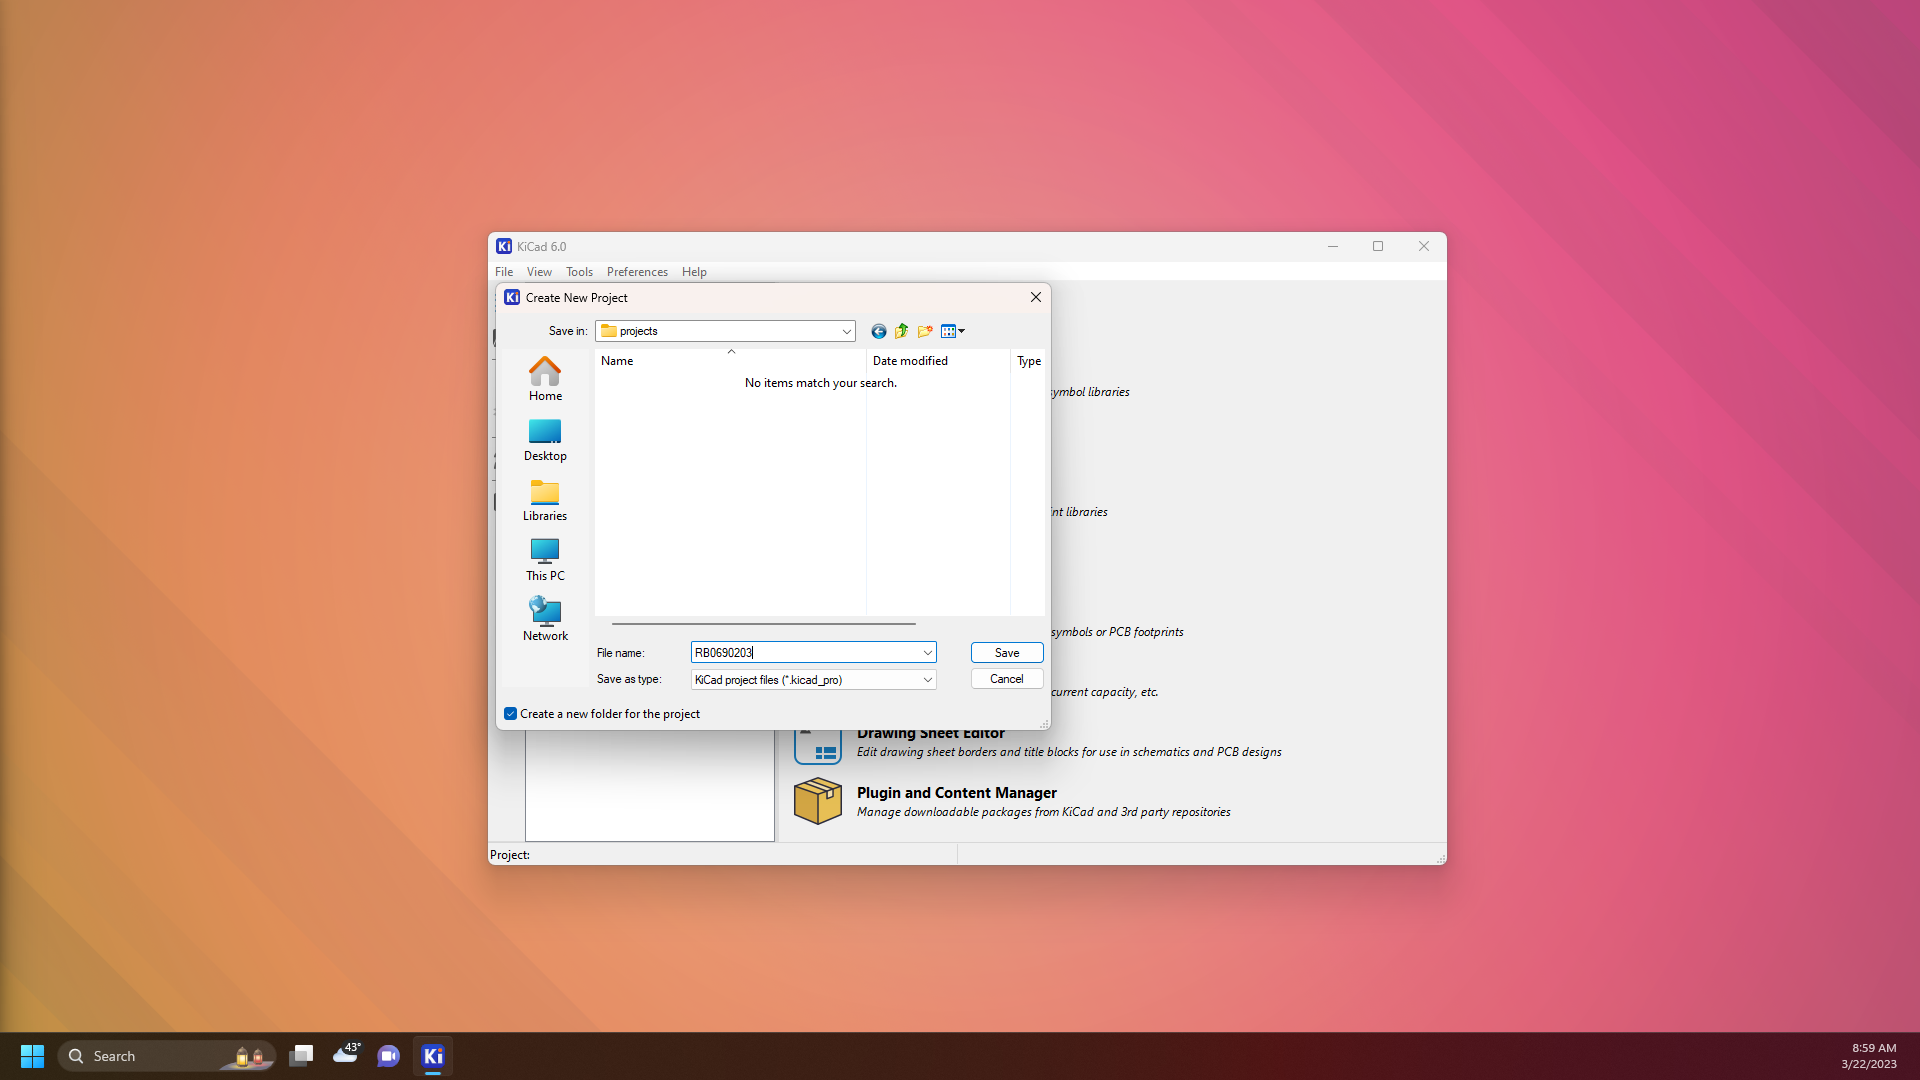 KiCad 6.0
File View Tools Preferences Help
Create New Project
Save in: projects
Name Date modified Type
No items match your search.
Home
Desktop
Libraries
This PC
Network
File name: RB0690203 Save
Save as type: KiCad project files (*.kicad_pro) Cancel
Create a new folder for the project
symbol libraries
int libraries
symbols or PCB footprints
current capacity, etc.
Drawing Sheet Editor
Edit drawing sheet borders and title blocks for use in schematics and PCB designs
Plugin and Content Manager
Manage downloadable packages from KiCad and 3rd party repositories
Project:
Search
43°
Ki
8:59 AM
3/22/2023